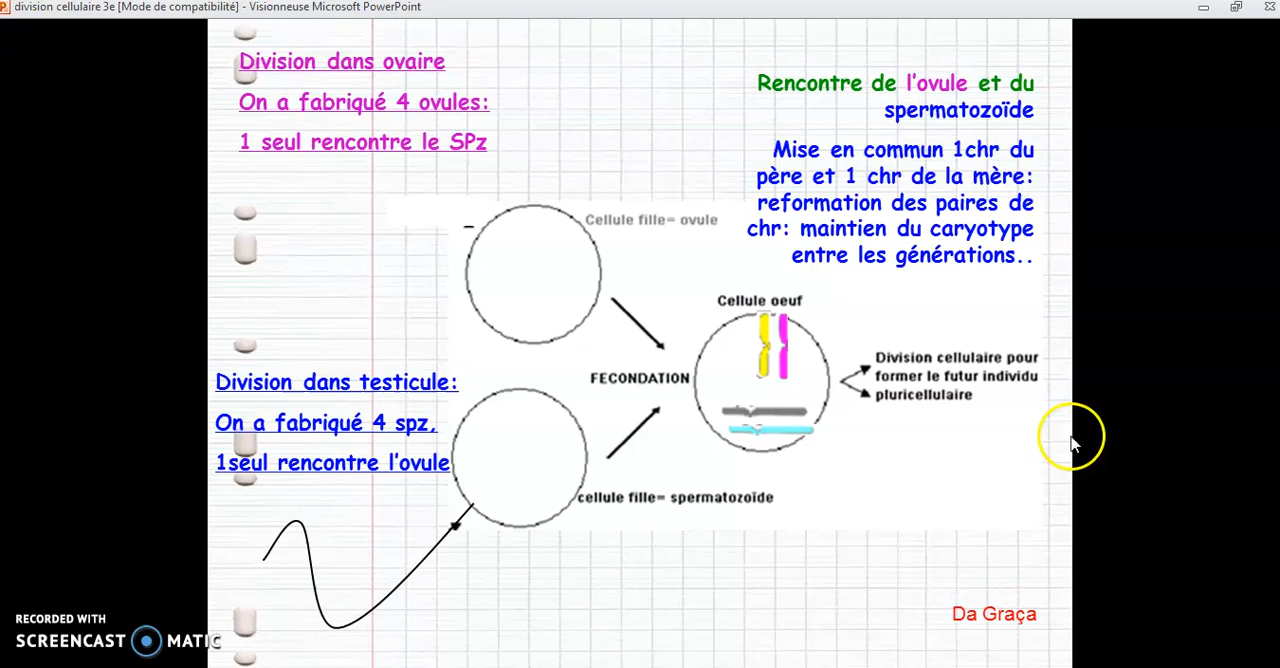 division cellulaire 3e [Mode de compatibilité] - Visionneuse Microsoft PowerPoint
Division dans ovaire
On a fabriqué 4 ovules:
1 seul rencontre le SPz
Rencontre de l'ovule et du
spermatozoïde
Mise en commun 1chr du
père et 1 chr de la mère:
reformation des paires de
chr: maintien du caryotype
entre les générations..
Cellule fille= ovule
Cellule oeuf
Division cellulaire pour
former le futur individu
pluricellulaire
FECONDATION
Division dans testicule:
On a fabriqué 4 spz,
1seul rencontre l'ovule
cellule fille= spermatozoïde
Da Graça
RECORDED WITH
SCREENCAST MATIC